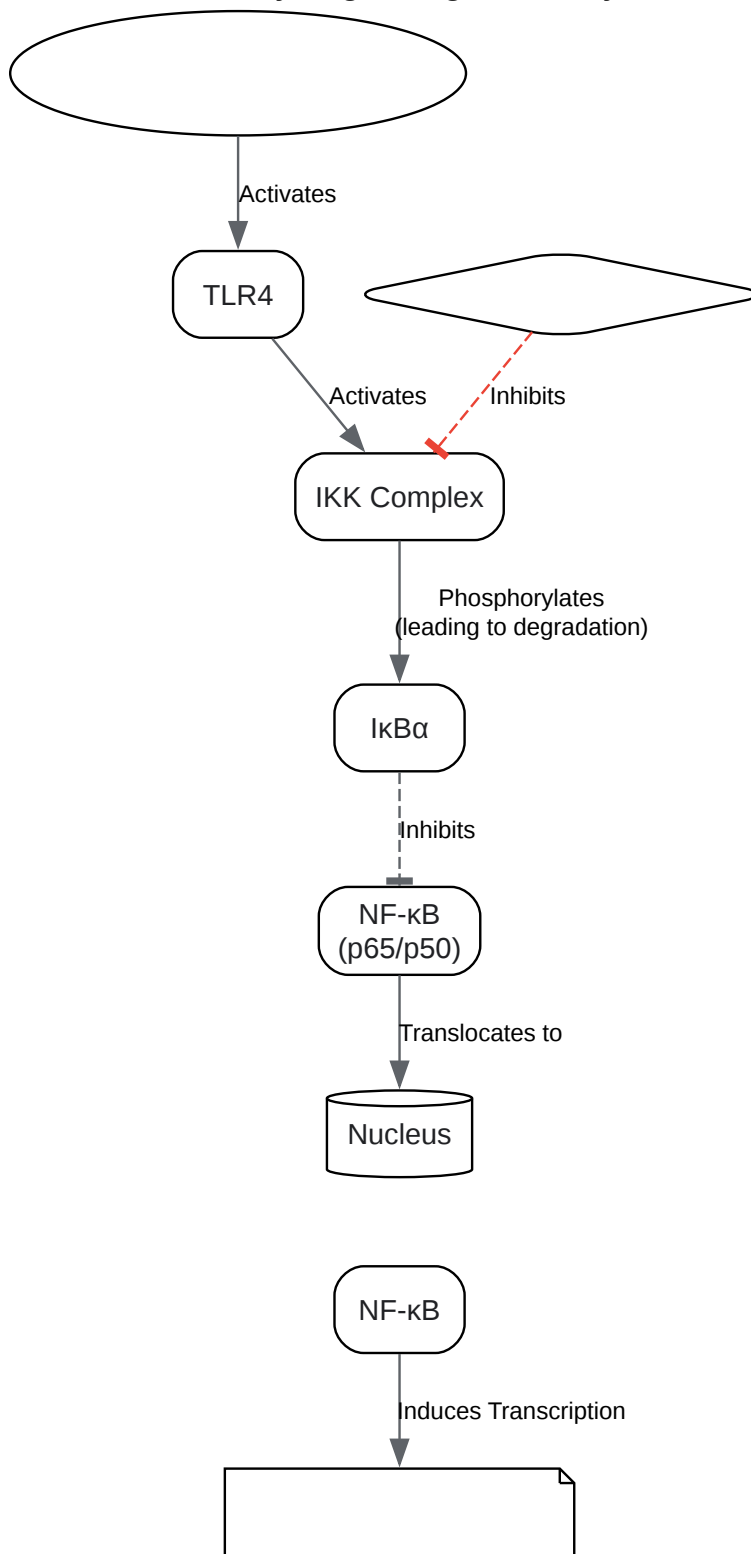 Activates
TLR4
Activates
Inhibits
IKK Complex
Phosphorylates
(leading to degradation)
IκBα
Inhibits
NF-κB
(p65/p50)
Translocates to
Nucleus
NF-κB
Induces Transcription